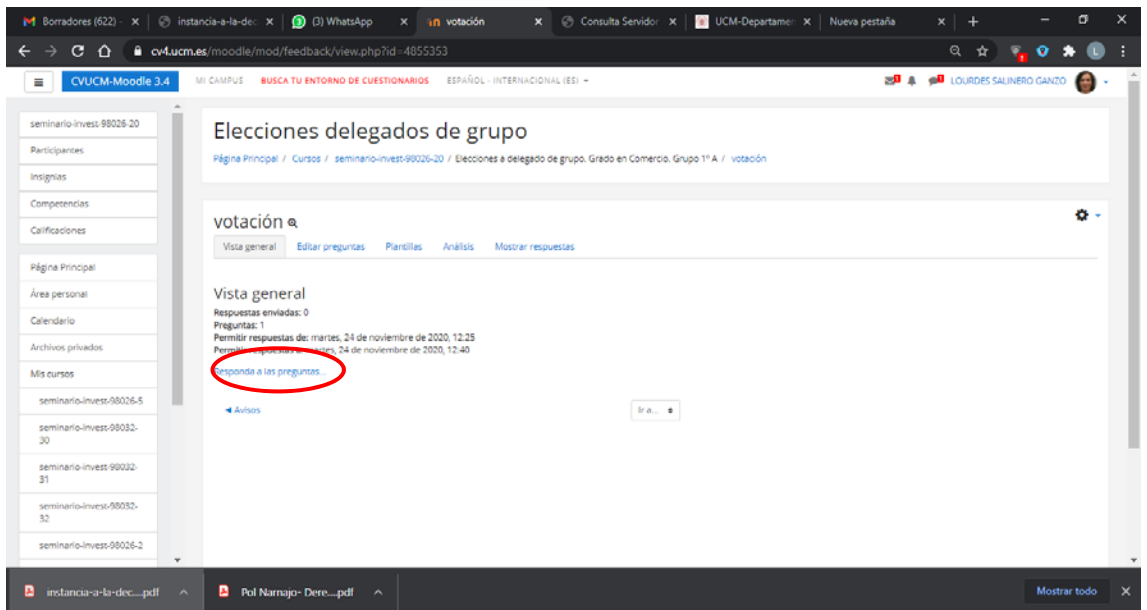 Borradores (622) -
instancia-a-la-dec
(3) WhatsApp
votación
Consulta Servidor
UCM-Departamen
Nueva pestaña
cv4.ucm.es/moodle/mod/feedback/view.php?id=4855353
L
CVUCM-Moodle 3.4
MI CAMPUS
BUSCA TU ENTORNO DE CUESTIONARIOS
ESPAÑOL - INTERNACIONAL (ES)
LOURDES SALINERO GANZO
seminario-invest-98026-20
Participantes
Insignias
Competencias
Calificaciones
Página Principal
Área personal
Calendario
Archivos privados
Mis cursos
seminario-invest-98026-5
seminario-invest-98032-
30
seminario-invest-98032-
31
seminario-invest-98032-
32
seminario-invest-98026-2
Elecciones delegados de grupo
Página Principal / Cursos / seminario-invest-98026-20 / Elecciones a delegado de grupo. Grado en Comercio. Grupo 1º A / votación
votación
Vista general
Editar preguntas
Plantillas
Análisis
Mostrar respuestas
Vista general
Respuestas enviadas: 0
Preguntas: 1
Permitir respuestas de: martes, 24 de noviembre de 2020, 12:25
Permitir respuestas a: martes, 24 de noviembre de 2020, 12:40
Responda a las preguntas...
◄ Avisos
Ir a...
instancia-a-la-dec....pdf
Pol Narnajo- Dere....pdf
Mostrar todo